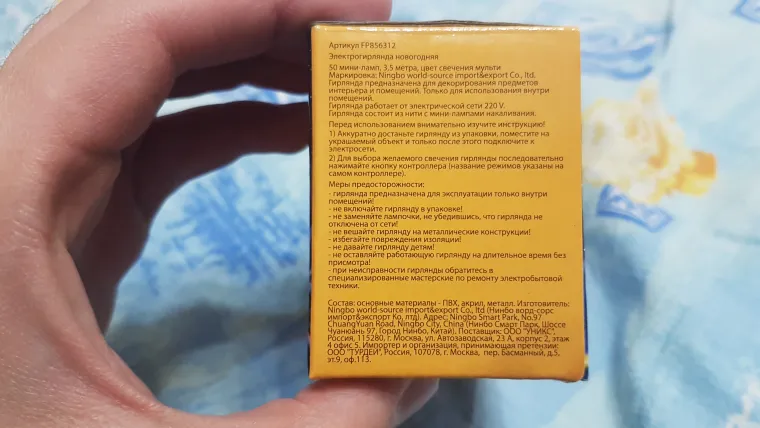 Артикул FP856312
Электрогирлянда новогодняя
50 мини-ламп, 3,5 метра, цвет свечения мульти
Маркировка: Ningbo world-source import&export Co., ltd.
Гирлянда предназначена для декорирования предметов
интерьера и помещений. Только для использования внутри
помещений.
Гирлянда работает от электрической сети 220 V.
Гирлянда состоит из нити с мини-лампами накаливания.
Перед использованием внимательно изучите инструкцию!
1) Аккуратно достаньте гирлянду из упаковки, поместите на
украшаемый объект и только после этого подключите к
электросети.
2) Для выбора желаемого свечения гирлянды последовательно
нажимайте кнопку контроллера (название режимов указаны на
самом контроллере).
Меры предосторожности:
- гирлянда предназначена для эксплуатации только внутри
помещений!
- не включайте гирлянду в упаковке!
- не заменяйте лампочки, не убедившись, что гирлянда не
отключена от сети!
- не вешайте гирлянду на металлические конструкции!
- избегайте повреждения изоляции!
- не давайте гирлянду детям!
- не оставляйте работающую гирлянду на длительное время без
присмотра!
- при неисправности гирлянды обратитесь в
специализированные мастерские по ремонту электробытовой
техники.
Состав: основные материалы - ПВХ, акрил, металл. Изготовитель:
Ningbo world-source import&export Co., ltd (Нинбо ворд-сорс
импорт&экспорт Ко, лтд). Адрес: Ningbo Smart Park, No.97
ChuangYuan Road, Ningbo City, China (Нинбо Смарт Парк, Шоссе
Чуанюань 97, Город Нинбо, Китай). Поставщик: ООО "УНИКС",
Россия, 115280, г. Москва, ул. Автозаводская, 23 А, корпус 2, этаж
4 офис 5. Импортер и организация, принимающая претензии:
ООО "ГУРДЕЙ", Россия, 107078, г. Москва, пер. Басманный, д.5,
эт.9, оф.113.